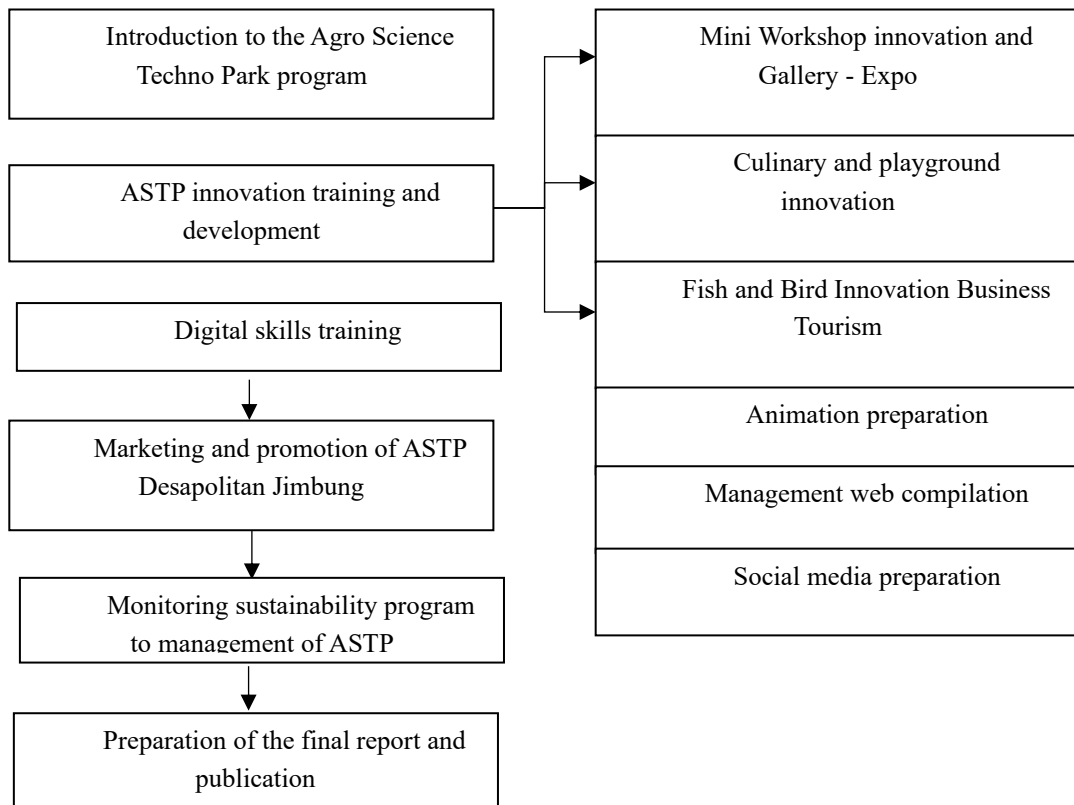 Introduction to the Agro Science
Techno Park program
ASTP innovation training and
development
Digital skills training
Marketing and promotion of ASTP
Desapolitan Jimbung
Monitoring sustainability program
to management of ASTP
Preparation of the final report and
publication
Mini Workshop innovation and
Gallery - Expo
Culinary and playground
innovation
Fish and Bird Innovation Business
Tourism
Animation preparation
Management web compilation
Social media preparation